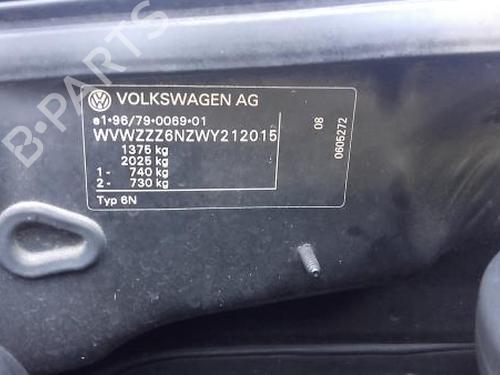 VOLKSWAGEN AG
e1*96/79*0069*01
WVWZZZ6NZWY212015
1375 kg
2025 kg
1- 740 kg
2- 730 kg
Typ 6N
08
0605272
B-PARTS